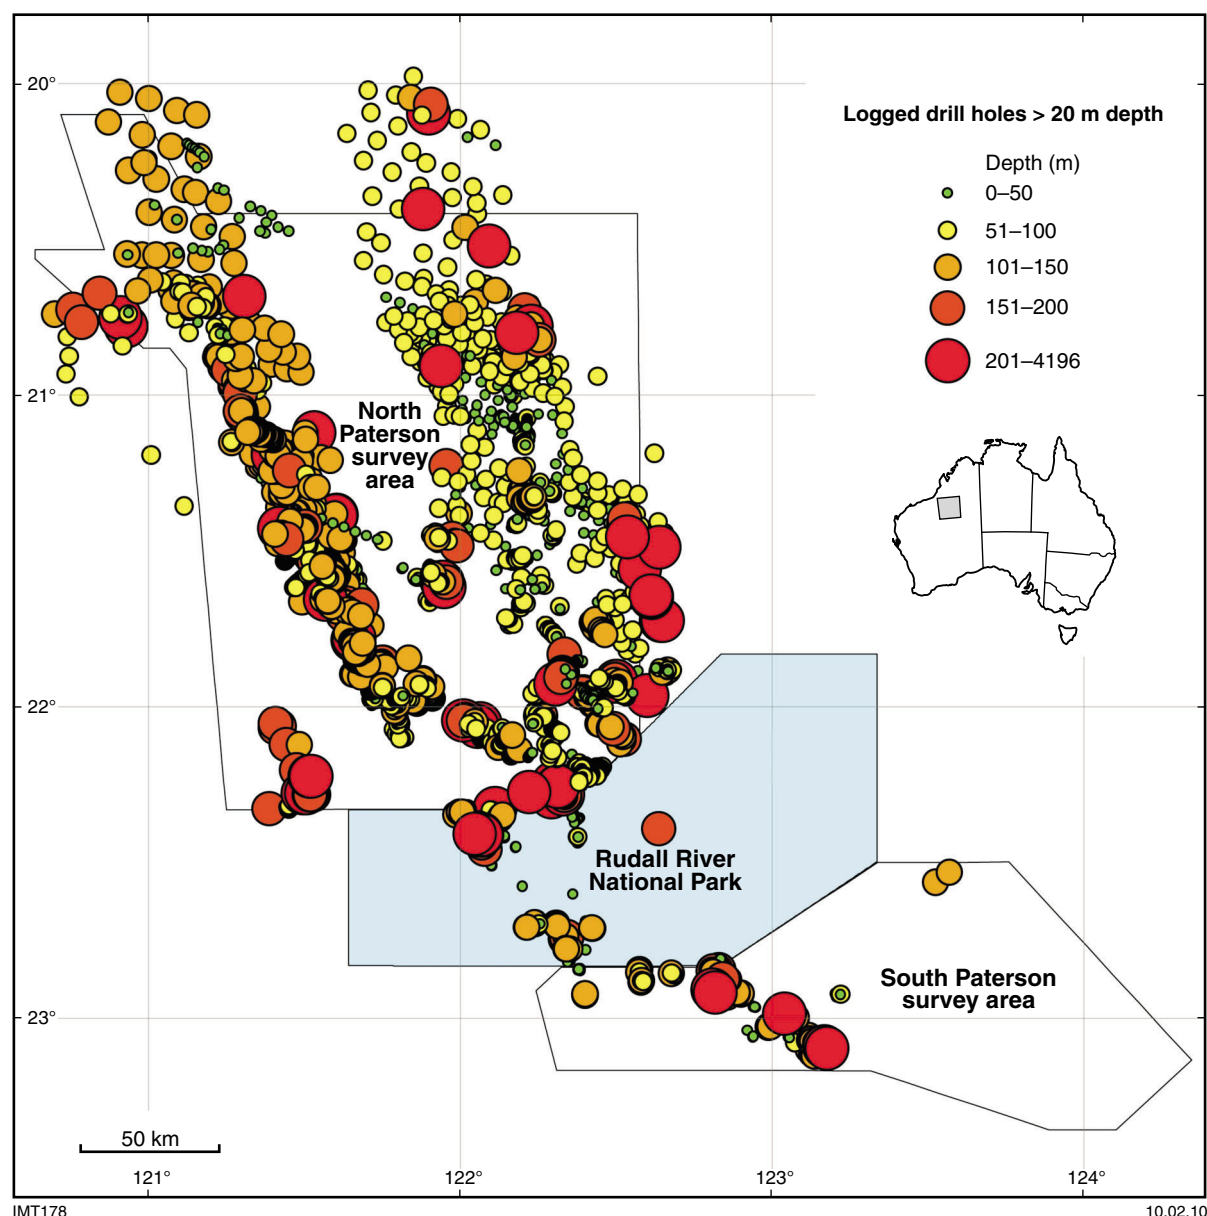 20°
Logged drill holes > 20 m depth
Depth (m)
0–50
51–100
101–150
151–200
201–4196
21°
North
Paterson
survey
area
22°
Rudall River
National Park
South Paterson
survey area
23°
50 km
121°
122°
123°
124°
IMT178
10.02.10